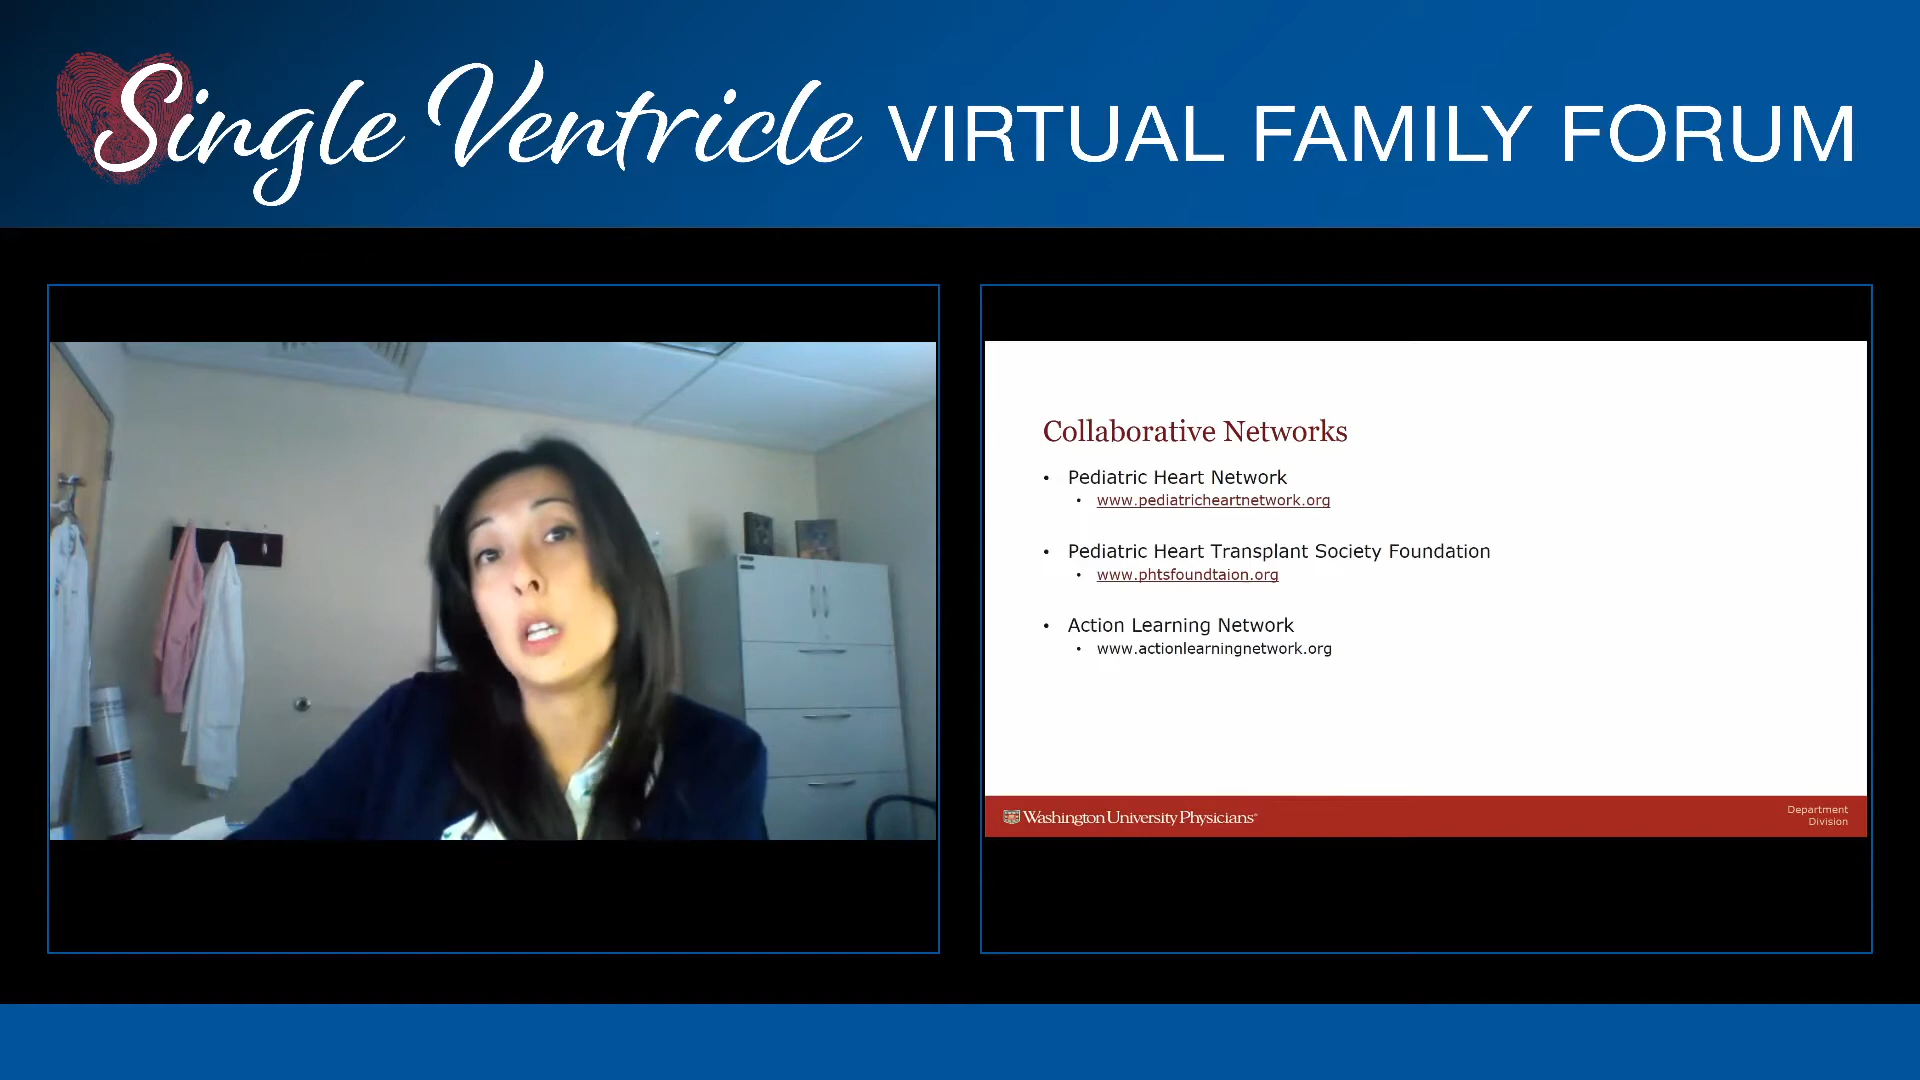 Single Ventricle VIRTUAL FAMILY FORUM
Collaborative Networks
• Pediatric Heart Network
• www.pediatricheartnetwork.org
• Pediatric Heart Transplant Society Foundation
• www.phtsfoundtaion.org
• Action Learning Network
• www.actionlearningnetwork.org
Washington University Physicians®
Department
Division